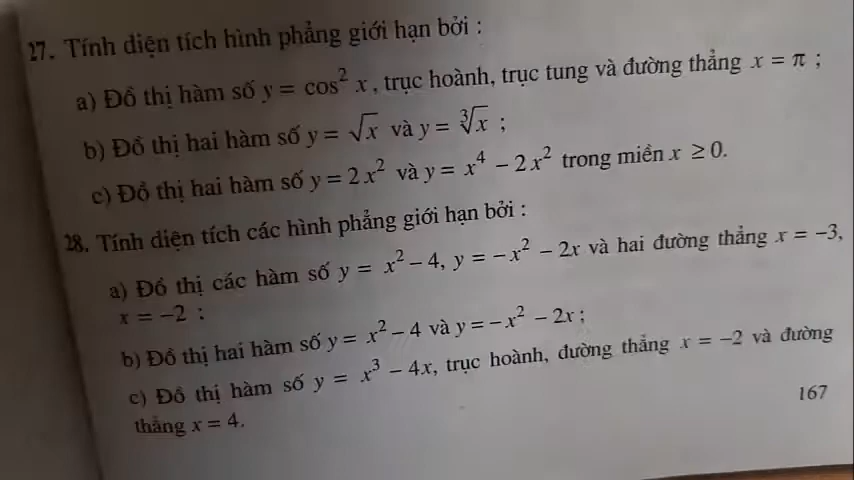 27. Tính diện tích hình phẳng giới hạn bởi :
a) Đồ thị hàm số y = cos² x, trục hoành, trục tung và đường thẳng x = π ;
b) Đồ thị hai hàm số y = √x và y = ∛x ;
c) Đồ thị hai hàm số y = 2x² và y = x⁴ − 2x² trong miền x ≥ 0.
28. Tính diện tích các hình phẳng giới hạn bởi :
a) Đồ thị các hàm số y = x² − 4, y = −x² − 2x và hai đường thẳng x = −3,
x = −2 ;
b) Đồ thị hai hàm số y = x² − 4 và y = −x² − 2x ;
c) Đồ thị hàm số y = x³ − 4x, trục hoành, đường thẳng x = −2 và đường
thẳng x = 4.
167